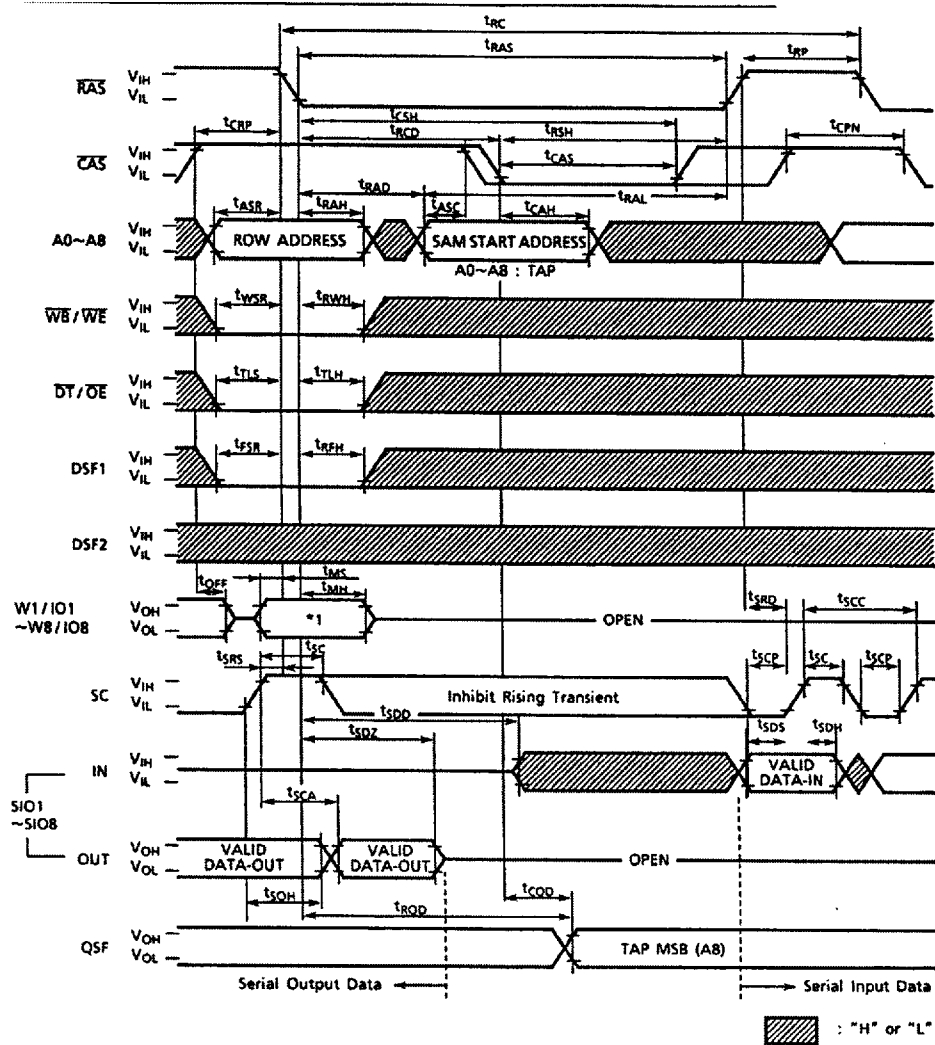 tRC
tRAS
tRP
RAS VIH
VIL
tCRP
tCSH
tRCD
tRSH
tCPN
CAS VIH
VIL
tCAS
tRAD
tRAL
tASR
tRAH
tASC
tCAH
A0~A8 VIH
VIL
ROW ADDRESS
SAM START ADDRESS
A0~A8 : TAP
tWSR
tRWH
WB/WE VIH
VIL
tTLS
tTLH
DT/OE VIH
VIL
tFSR
tRFH
DSF1 VIH
VIL
DSF2 VIH
VIL
tOFF
tMS
tMH
W1/IO1
~W8/IO8
VOH
VOL
*1
OPEN
tSRD
tSCC
tSRS
tSC
tSCP
tSC
tSCP
SC VIH
VIL
Inhibit Rising Transient
tSDD
tSDZ
tSDS
tSDH
IN VIH
VIL
VALID
DATA-IN
SIO1
~SIO8
tSCA
OUT VOH
VOL
VALID
DATA-OUT
VALID
DATA-OUT
OPEN
tSOH
tCQD
tRQD
QSF VOH
VOL
TAP MSB (A8)
Serial Output Data
Serial Input Data
: "H" or "L"